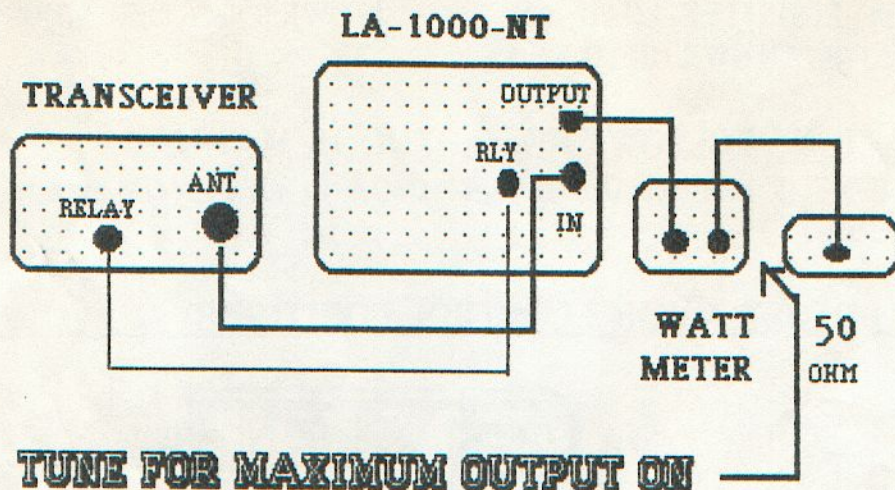 LA-1000-NT
TRANSCEIVER
OUTPUT
RLY
ANT.
RELAY
IN
WATT
METER
50
OHM
TUNE FOR MAXIMUM OUTPUT ON